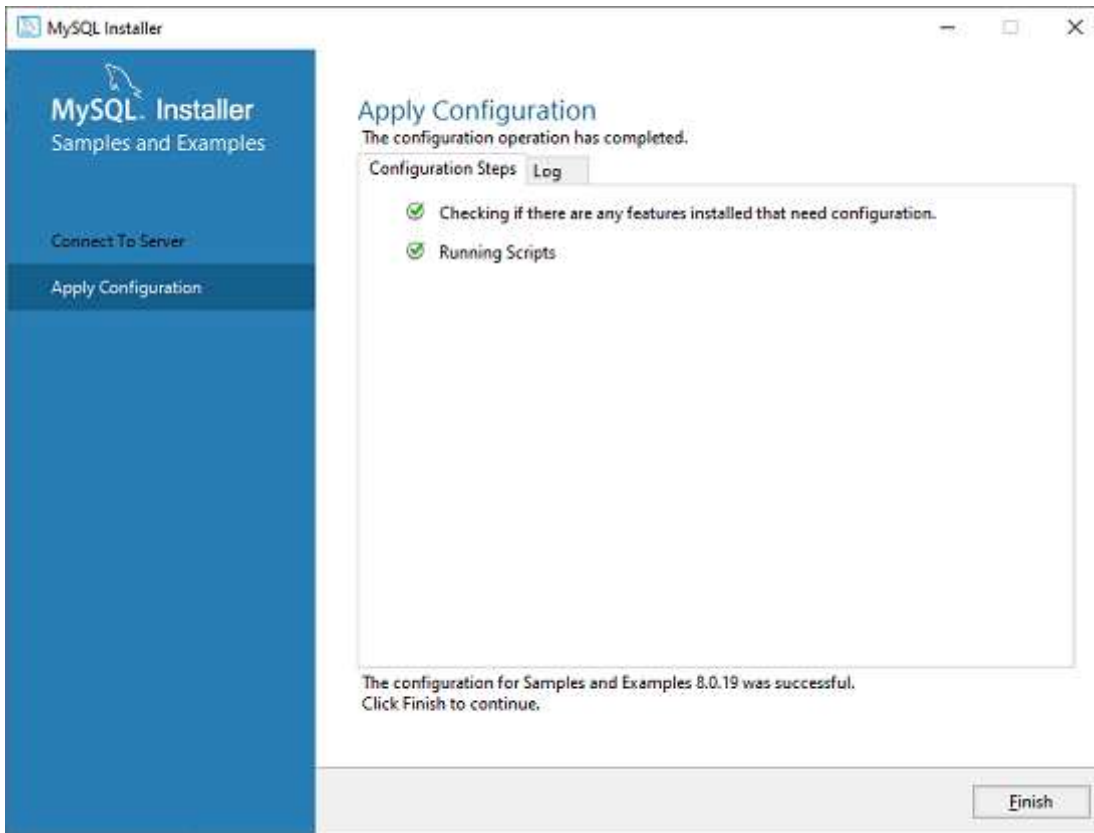 MySQL Installer
MySQL. Installer
Samples and Examples
Connect To Server
Apply Configuration
Apply Configuration
The configuration operation has completed.
Configuration Steps
Log
Checking if there are any features installed that need configuration.
Running Scripts
The configuration for Samples and Examples 8.0.19 was successful.
Click Finish to continue.
Finish